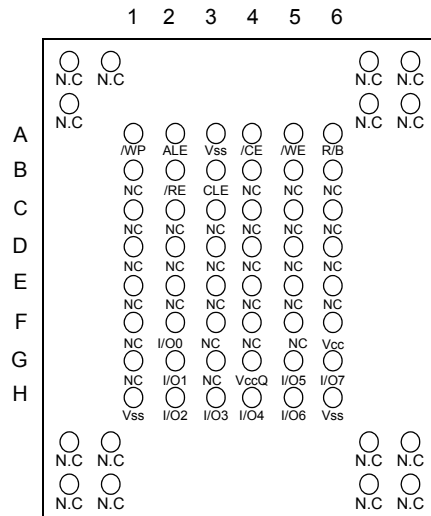 1 2 3 4 5 6
N.C N.C N.C N.C
N.C N.C N.C
A
/WP ALE Vss /CE /WE R/B
B
NC /RE CLE NC NC NC
C
NC NC NC NC NC NC
D
NC NC NC NC NC NC
E
NC NC NC NC NC NC
F
NC I/O0 NC NC NC Vcc
G
NC I/O1 NC VccQ I/O5 I/O7
H
Vss I/O2 I/O3 I/O4 I/O6 Vss
N.C N.C N.C N.C
N.C N.C N.C N.C